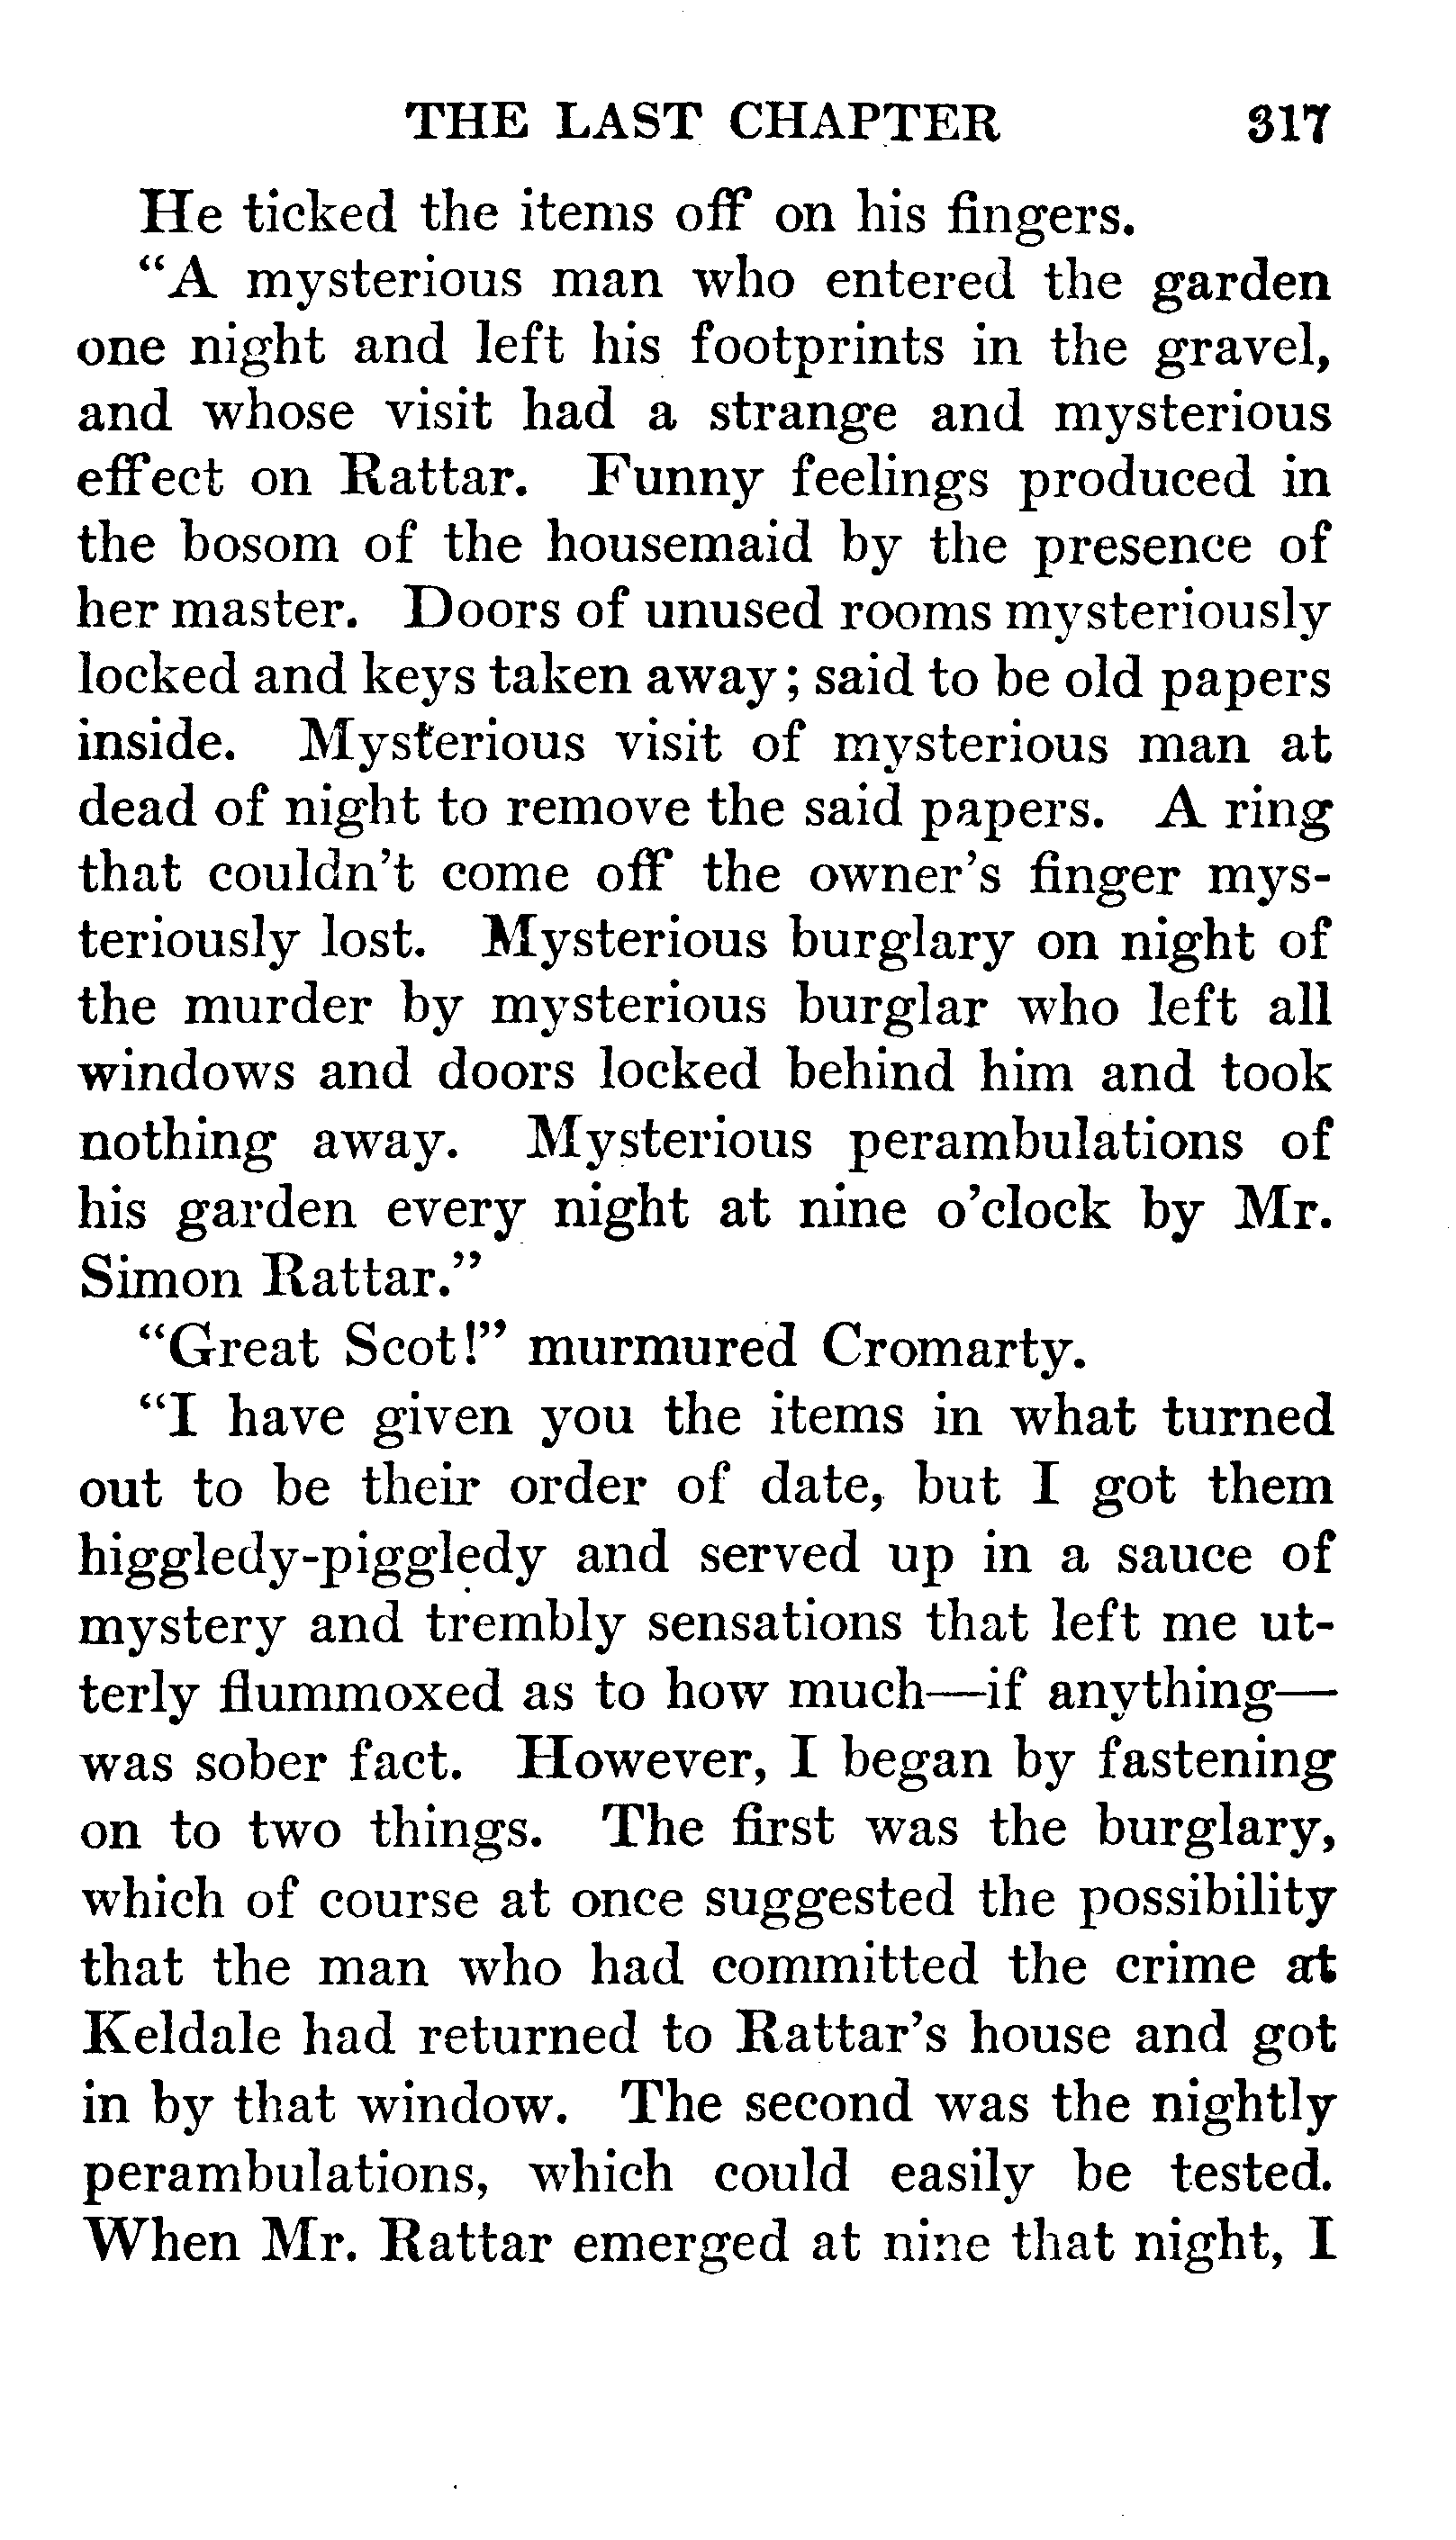 THE LAST CHAPTER 317
He ticked the items off on his fingers.
“A mysterious man who entered the garden
one night and left his footprints in the gravel,
and whose visit had a strange and mysterious
effect on Rattar. Funny feelings produced in
the bosom of the housemaid by the presence of
her master. Doors of unused rooms mysteriously
locked and keys taken away; said to be old papers
inside. Mysterious visit of mysterious man at
dead of night to remove the said papers. A ring
that couldn't come off the owner's finger mys-
teriously lost. Mysterious burglary on night of
the murder by mysterious burglar who left all
windows and doors locked behind him and took
nothing away. Mysterious perambulations of
his garden every night at nine o'clock by Mr.
Simon Rattar.”
“Great Scot!” murmured Cromarty.
“I have given you the items in what turned
out to be their order of date, but I got them
higgledy-piggledy and served up in a sauce of
mystery and trembly sensations that left me ut-
terly flummoxed as to how much—if anything—
was sober fact. However, I began by fastening
on to two things. The first was the burglary,
which of course at once suggested the possibility
that the man who had committed the crime at
Keldale had returned to Rattar's house and got
in by that window. The second was the nightly
perambulations, which could easily be tested.
When Mr. Rattar emerged at nine that night, I